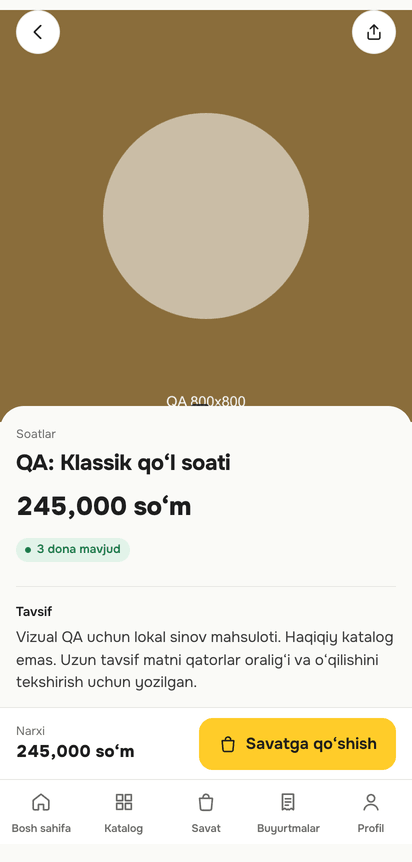 QA 800x800
Soatlar
QA: Klassik qo‘l soati
245,000 so‘m
3 dona mavjud
Tavsif
Vizual QA uchun lokal sinov mahsuloti. Haqiqiy katalog
emas. Uzun tavsif matni qatorlar oralig‘i va o‘qilishini
tekshirish uchun yozilgan.
Narxi
245,000 so‘m
Savatga qo‘shish
Bosh sahifa
Katalog
Savat
Buyurtmalar
Profil